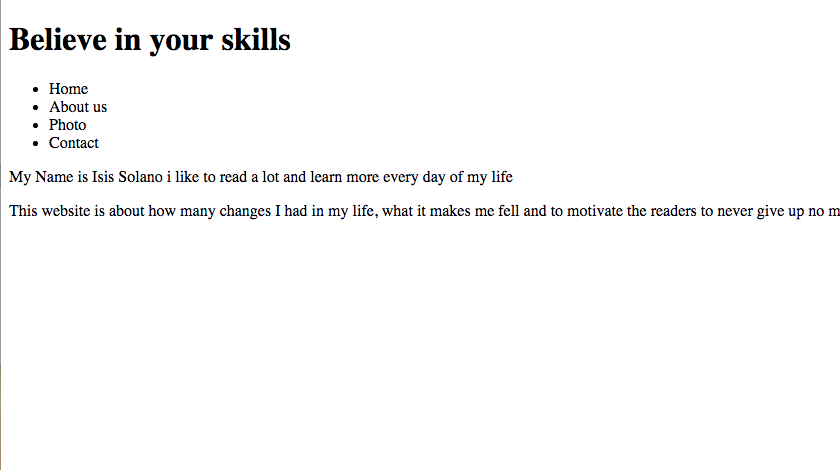 Believe in your skills
Home
About us
Photo
Contact
My Name is Isis Solano i like to read a lot and learn more every day of my life
This website is about how many changes I had in my life, what it makes me fell and to motivate the readers to never give up no